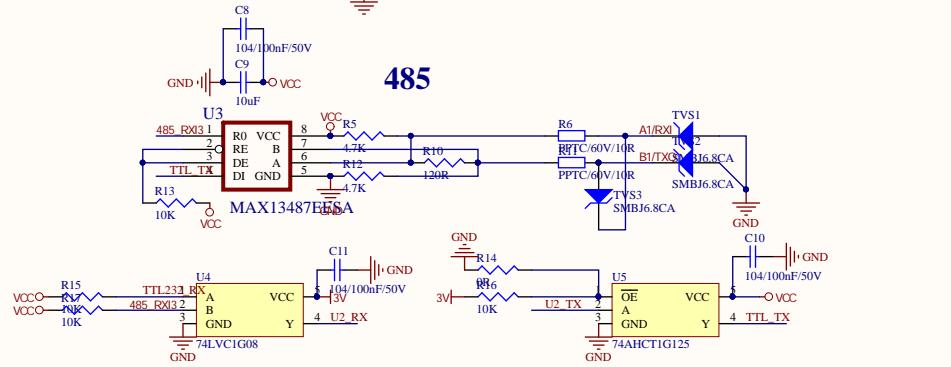 C8
104/100nF/50V
C9
GND
VCC
10uF
485
U3
VCC
TVS1
485_RXI3 1
R0 VCC
8
R5
R6
A1/RXI
2
RE B
7
4.7K
PPTC/60V/10R
3
DE A
6
R10
B1/TXO
SMBJ6.8CA
TTL_TX
DI GND
5
R12
120R
PPTC/60V/10R
SMBJ6.8CA
R13
4.7K
TVS3
10K
GND
SMBJ6.8CA
VCC
MAX13487EESA
GND
C11
GND
C10
R14
GND
GND
R15
U4
104/100nF/50V
0R
U5
104/100nF/50V
VCC
TTL232_RX
A VCC
5
3V
3V
R16
1
OE VCC
5
VCC
R17
VCC
485_RXI3 2
B
10K
U2_TX
2
A
10K
3
GND Y
4
U2_RX
3
GND Y
4
TTL_TX
74LVC1G08
74AHCT1G125
GND
GND